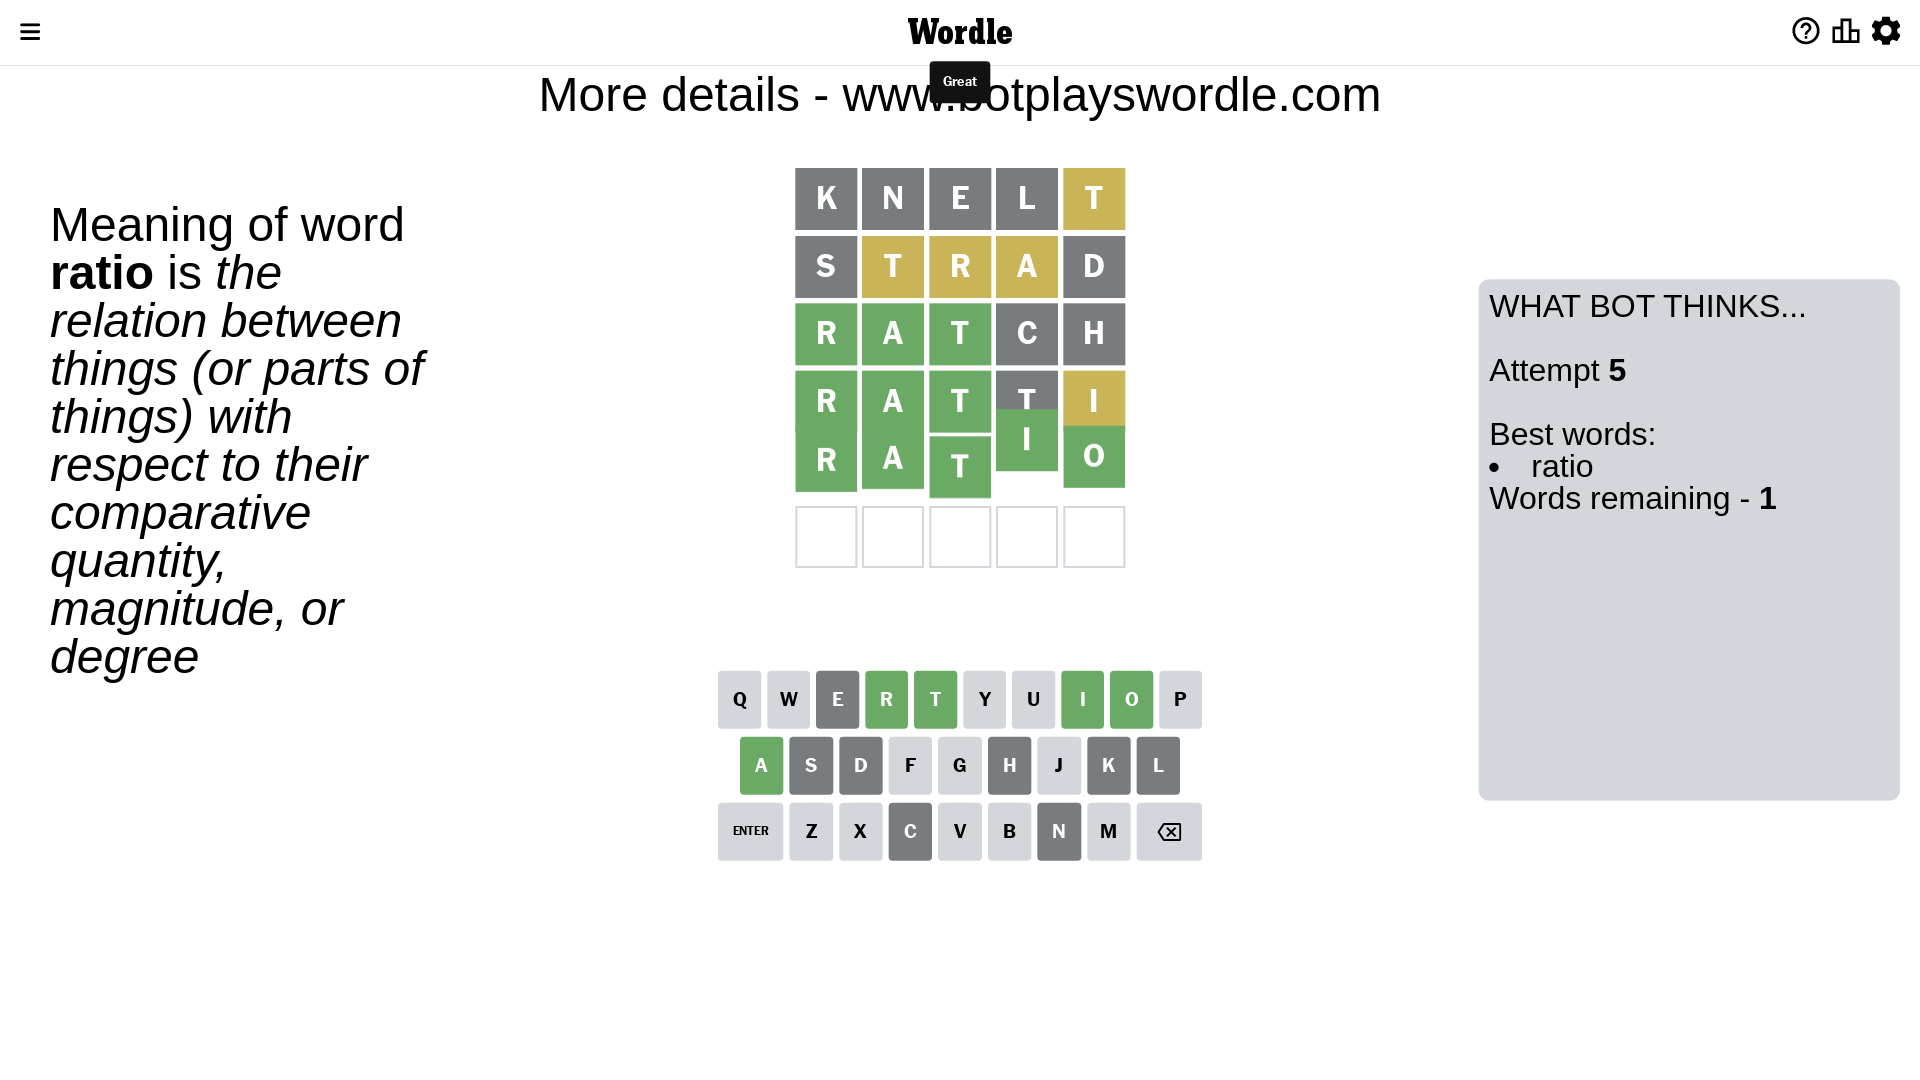 Wordle
Great
More details - www.botplayswordle.com
Meaning of word
ratio is the
relation between
things (or parts of
things) with
respect to their
comparative
quantity,
magnitude, or
degree
K N E L T
S T R A D
R A T C H
R A T T I
R A T I O
WHAT BOT THINKS...
Attempt 5
Best words:
• ratio
Words remaining - 1
Q W E R T Y U I O P
A S D F G H J K L
ENTER Z X C V B N M